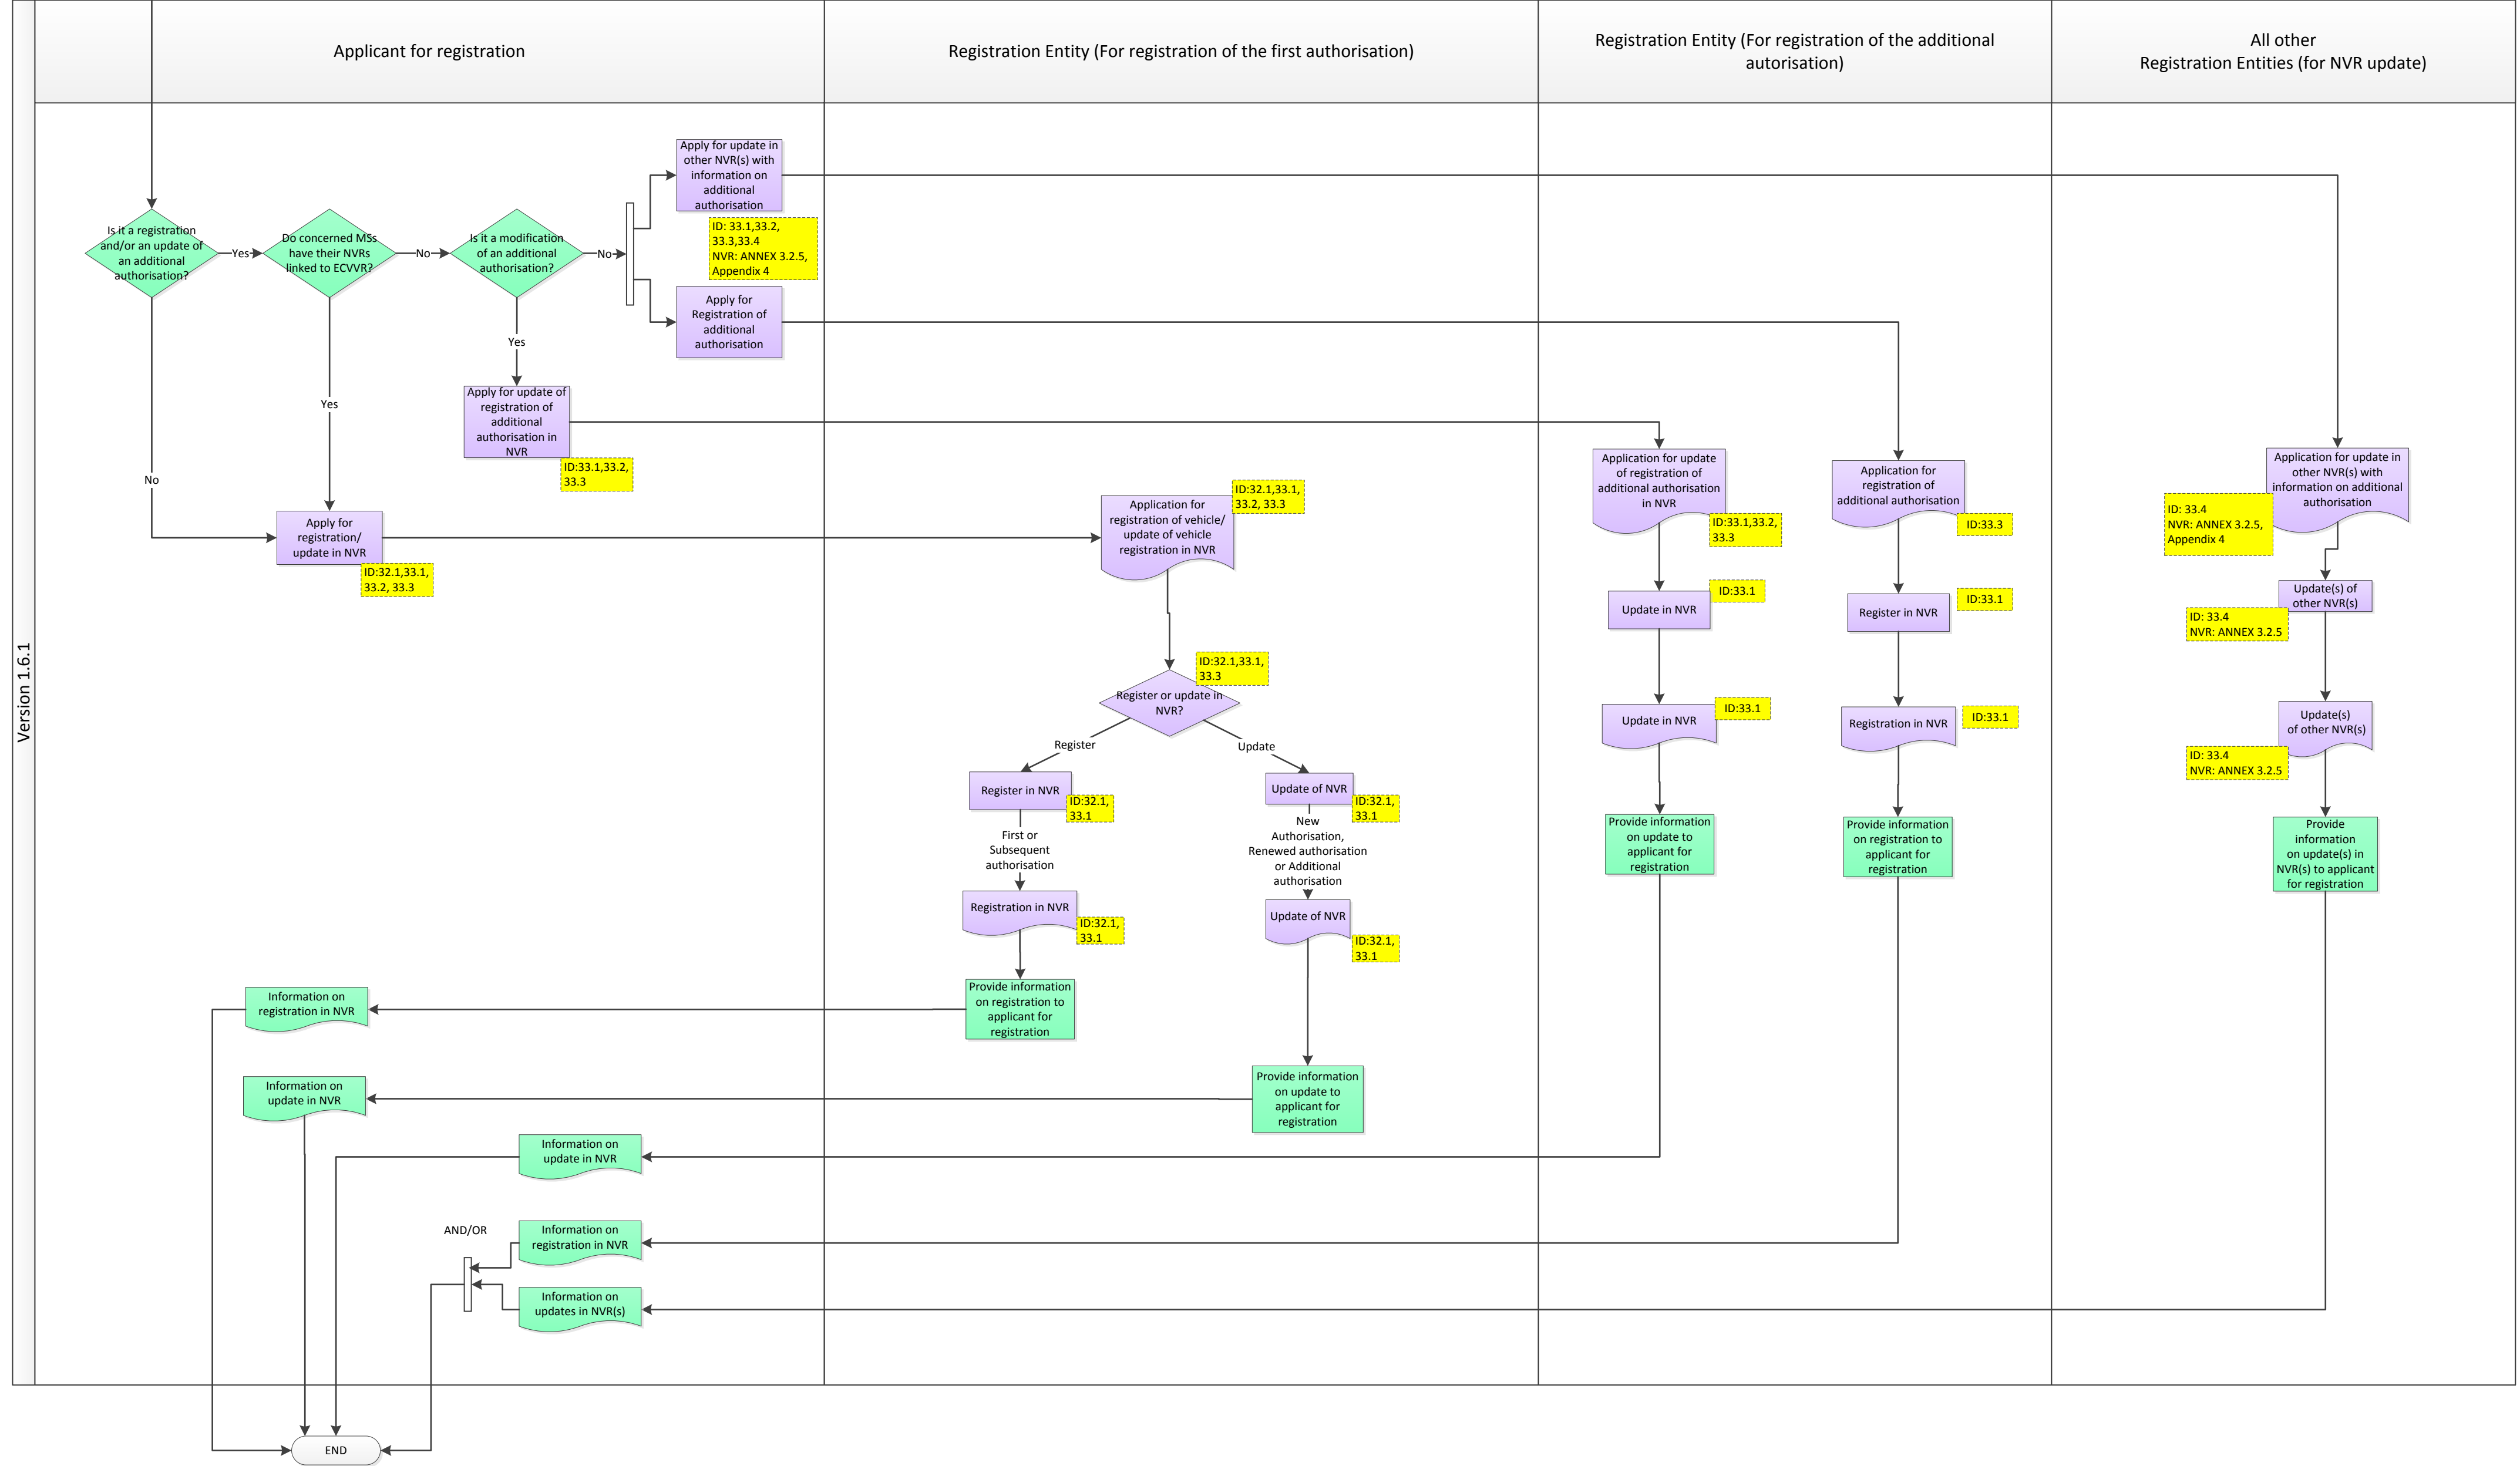 Version 1.6.1
Applicant for registration
Registration Entity (For registration of the first authorisation)
Registration Entity (For registration of the additional
autorisation)
All other
Registration Entities (for NVR update)
Is it a registration
and/or an update of
an additional
authorisation?
Yes
Do concerned MSs
have their NVRs
linked to ECVVR?
No
Is it a modification
of an additional
authorisation?
No
Apply for update in
other NVR(s) with
information on
additional
authorisation
ID: 33.1,33.2,
33.3,33.4
NVR: ANNEX 3.2.5,
Appendix 4
Apply for
Registration of
additional
authorisation
Yes
Yes
No
Apply for update of
registration of
additional
authorisation in
NVR
ID:33.1,33.2,
33.3
Apply for
registration/
update in NVR
ID:32.1,33.1,
33.2, 33.3
Application for
registration of vehicle/
update of vehicle
registration in NVR
ID:32.1,33.1,
33.2, 33.3
Register or update in
NVR?
ID:32.1,33.1,
33.3
Register
Update
Register in NVR
ID:32.1,
33.1
First or
Subsequent
authorisation
Registration in NVR
ID:32.1,
33.1
Provide information
on registration to
applicant for
registration
Update of NVR
ID:32.1,
33.1
New
Authorisation,
Renewed authorisation
or Additional
authorisation
Update of NVR
ID:32.1,
33.1
Provide information
on update to
applicant for
registration
Application for update
of registration of
additional authorisation
in NVR
ID:33.1,33.2,
33.3
Update in NVR
ID:33.1
Update in NVR
ID:33.1
Provide information
on update to
applicant for
registration
Application for
registration of
additional authorisation
ID:33.3
Register in NVR
ID:33.1
Registration in NVR
ID:33.1
Provide information
on registration to
applicant for
registration
Application for update in
other NVR(s) with
information on additional
authorisation
ID: 33.4
NVR: ANNEX 3.2.5,
Appendix 4
Update(s) of
other NVR(s)
ID: 33.4
NVR: ANNEX 3.2.5
Update(s)
of other NVR(s)
ID: 33.4
NVR: ANNEX 3.2.5
Provide
information
on update(s) in
NVR(s) to applicant
for registration
Information on
registration in NVR
Information on
update in NVR
Information on
update in NVR
AND/OR
Information on
registration in NVR
Information on
updates in NVR(s)
END